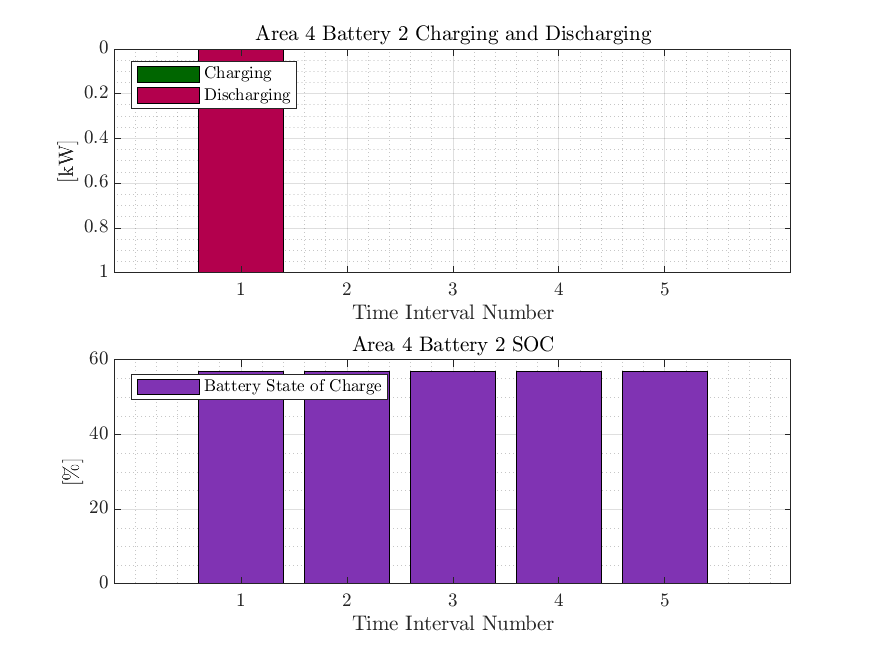 Area 4 Battery 2 Charging and Discharging
0
Charging
Discharging
0.2
0.4
[kW]
0.6
0.8
1
1 2 3 4 5
Time Interval Number
Area 4 Battery 2 SOC
60
Battery State of Charge
40
[%]
20
0
1 2 3 4 5
Time Interval Number